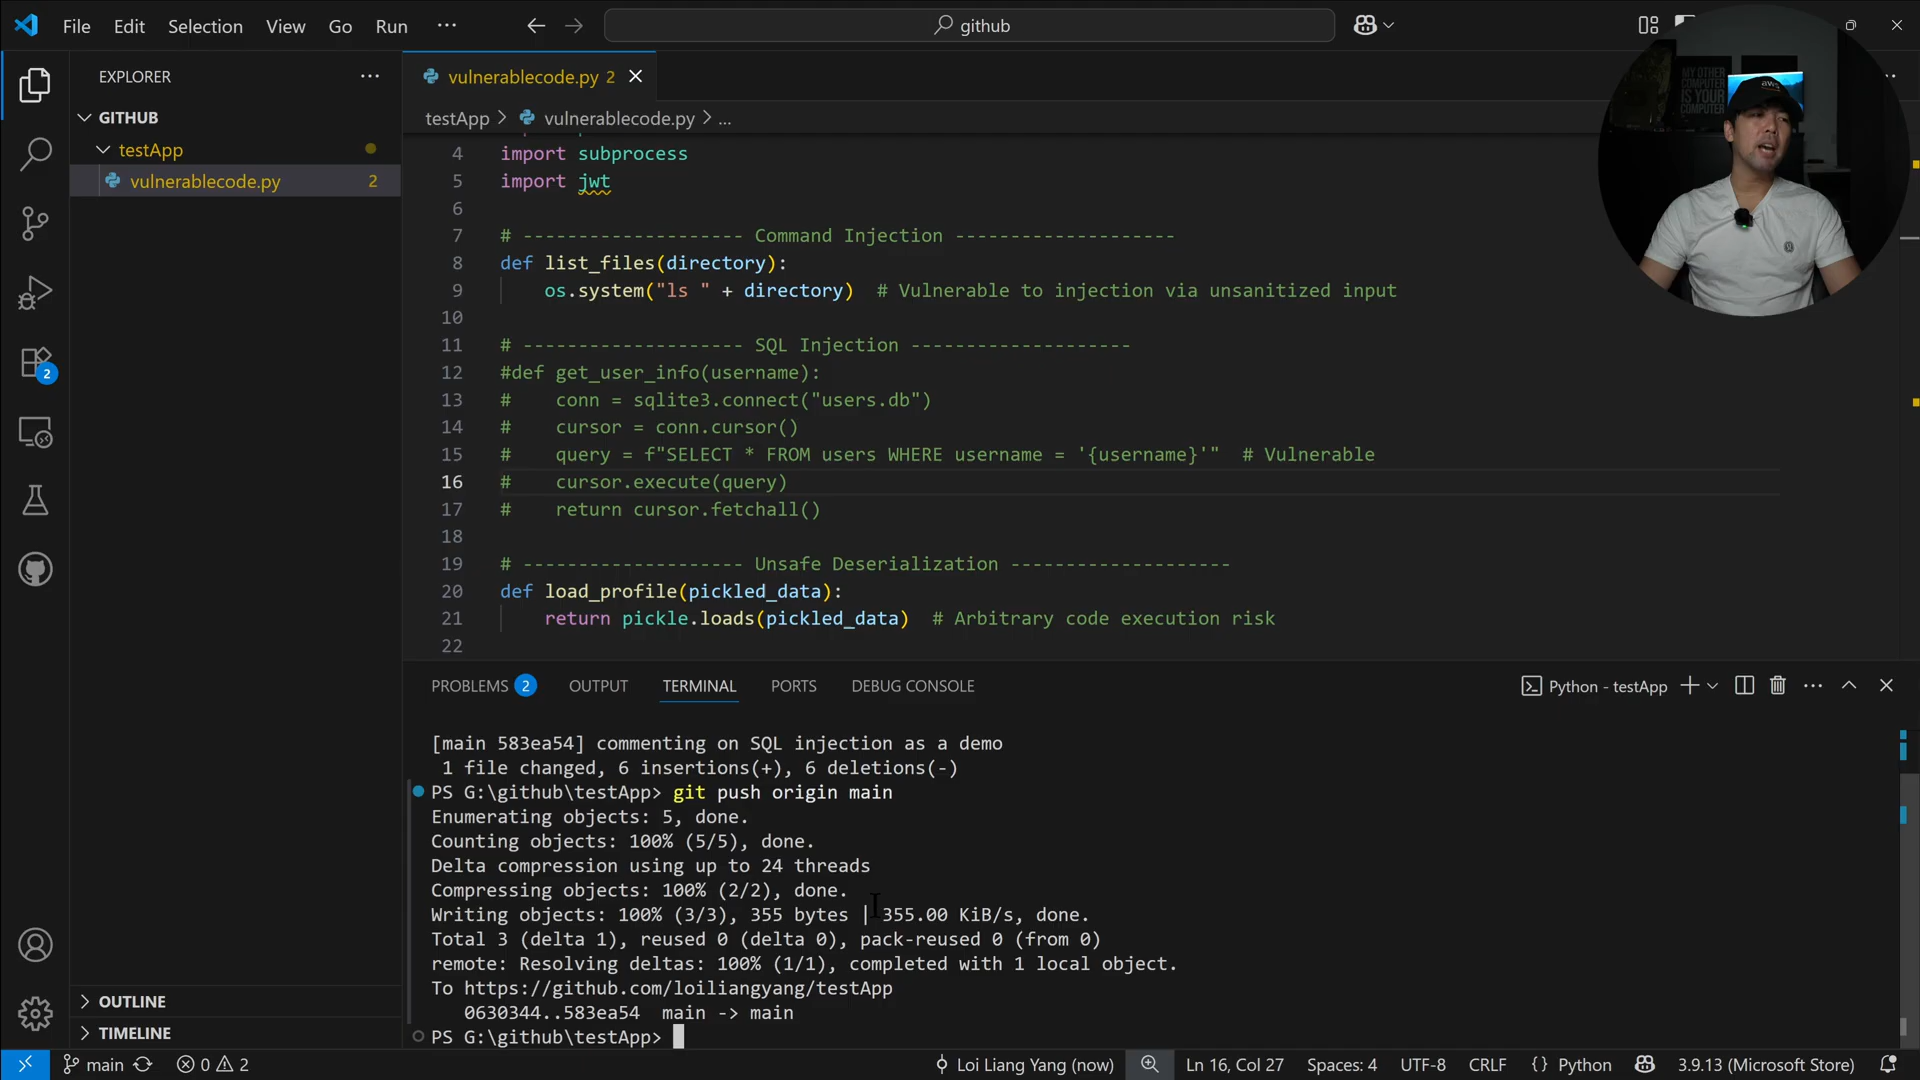 File Edit Selection View Go Run ···
github
EXPLORER
GITHUB
testApp
vulnerablecode.py 2
2
vulnerablecode.py 2
testApp > vulnerablecode.py > ...
4 import subprocess
5 import jwt
6
7 # -------------------- Command Injection --------------------
8 def list_files(directory):
9 os.system("ls " + directory) # Vulnerable to injection via unsanitized input
10
11 # -------------------- SQL Injection --------------------
12 #def get_user_info(username):
13 # conn = sqlite3.connect("users.db")
14 # cursor = conn.cursor()
15 # query = f"SELECT * FROM users WHERE username = '{username}'" # Vulnerable
16 # cursor.execute(query)
17 # return cursor.fetchall()
18
19 # -------------------- Unsafe Deserialization --------------------
20 def load_profile(pickled_data):
21 return pickle.loads(pickled_data) # Arbitrary code execution risk
22
MY OTHER
COMPUTER
IS YOUR
COMPUTER
aws
PROBLEMS 2 OUTPUT TERMINAL PORTS DEBUG CONSOLE
Python - testApp
[main 583ea54] commenting on SQL injection as a demo
1 file changed, 6 insertions(+), 6 deletions(-)
PS G:\github\testApp> git push origin main
Enumerating objects: 5, done.
Counting objects: 100% (5/5), done.
Delta compression using up to 24 threads
Compressing objects: 100% (2/2), done.
Writing objects: 100% (3/3), 355 bytes | 355.00 KiB/s, done.
Total 3 (delta 1), reused 0 (delta 0), pack-reused 0 (from 0)
remote: Resolving deltas: 100% (1/1), completed with 1 local object.
To https://github.com/loiliangyang/testApp
0630344..583ea54 main -> main
PS G:\github\testApp>
OUTLINE
TIMELINE
main 0 2 Loi Liang Yang (now) Ln 16, Col 27 Spaces: 4 UTF-8 CRLF {} Python 3.9.13 (Microsoft Store)